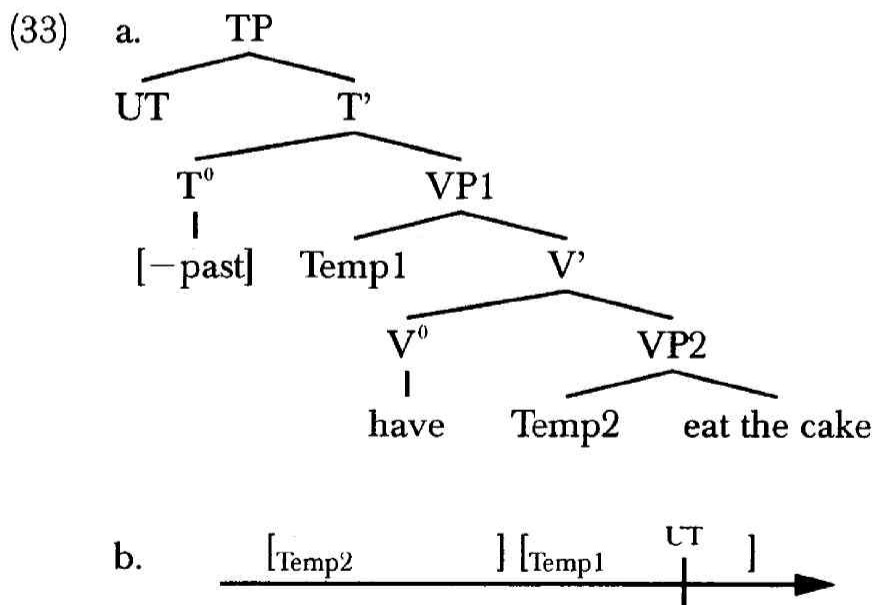 (33) a. TP
UT T’
T⁰ VP1
[−past] Temp1 V’
V⁰ VP2
have Temp2 eat the cake
UT
b. [Temp2 ] [Temp1 ]